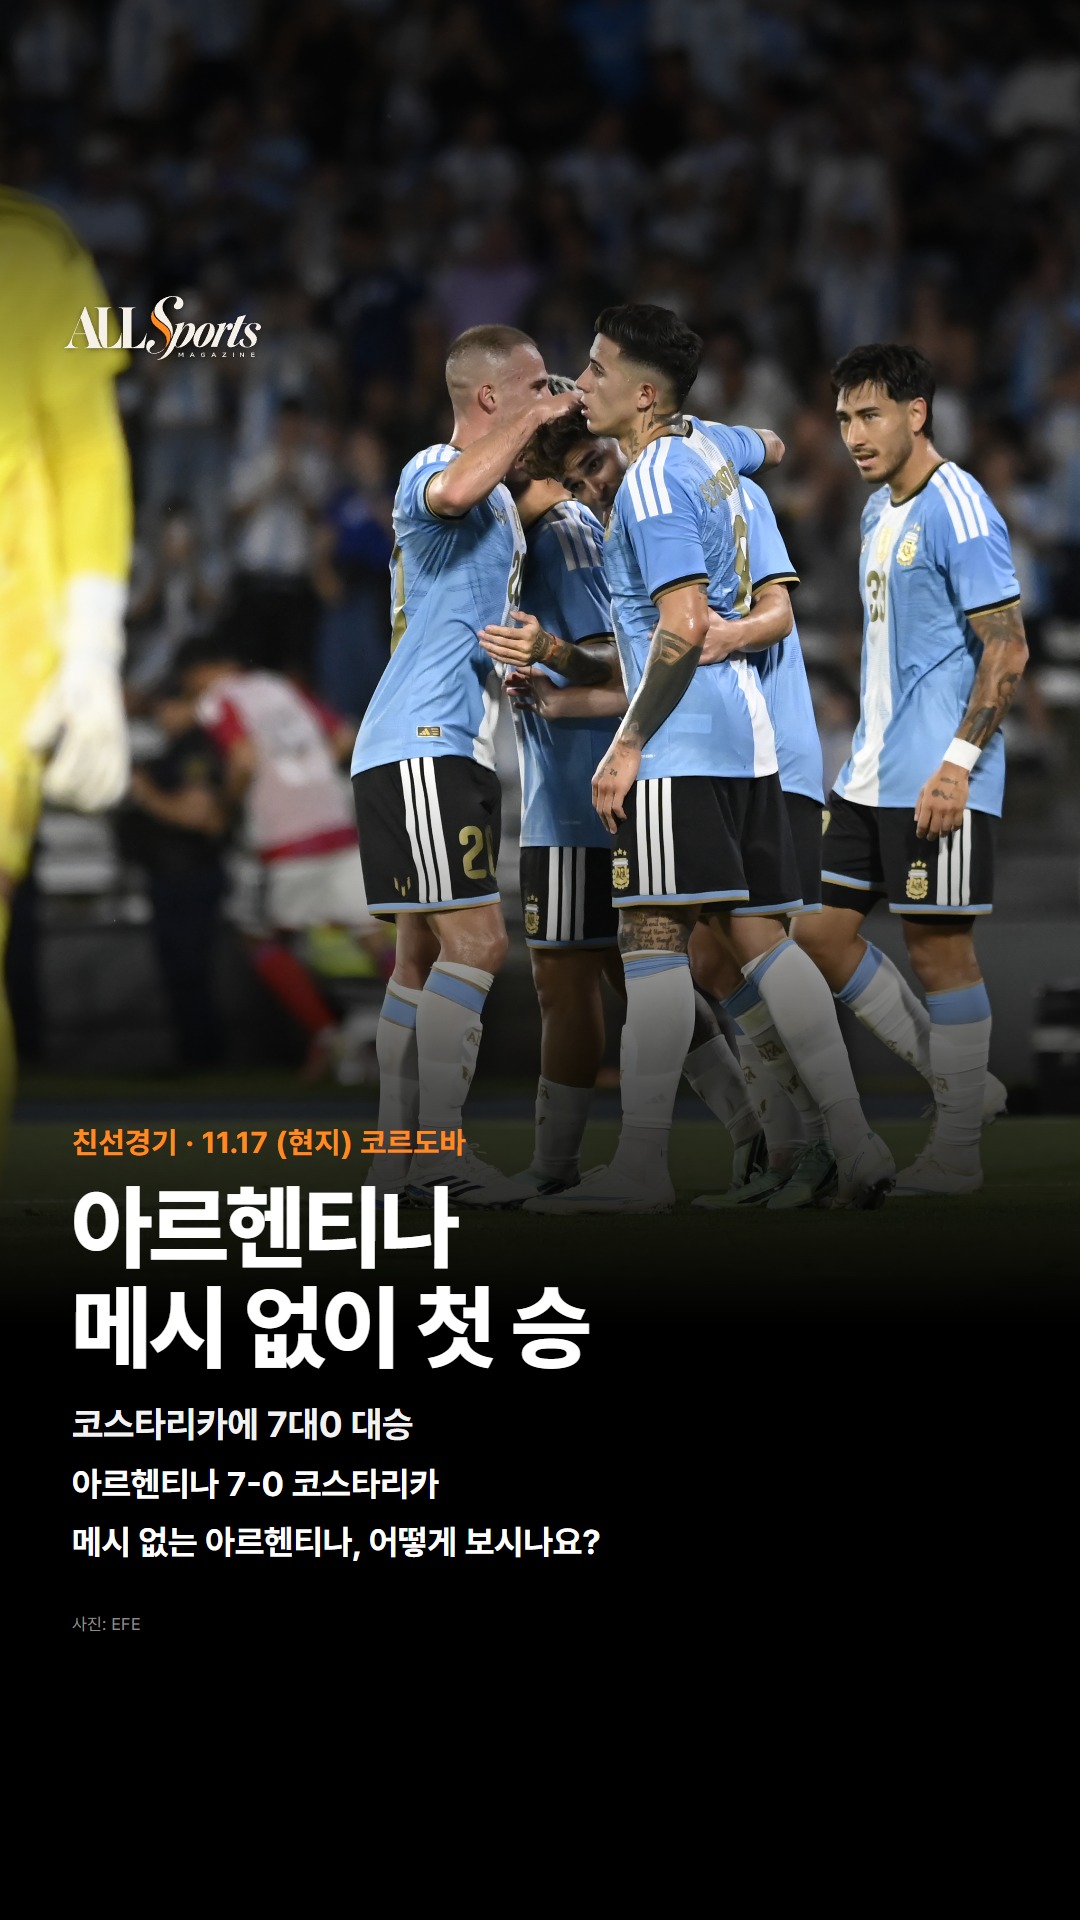 ALLSports
MAGAZINE
20
30
친선경기 · 11.17 (현지) 코르도바
아르헨티나
메시 없이 첫 승
코스타리카에 7대0 대승
아르헨티나 7-0 코스타리카
메시 없는 아르헨티나, 어떻게 보시나요?
사진: EFE